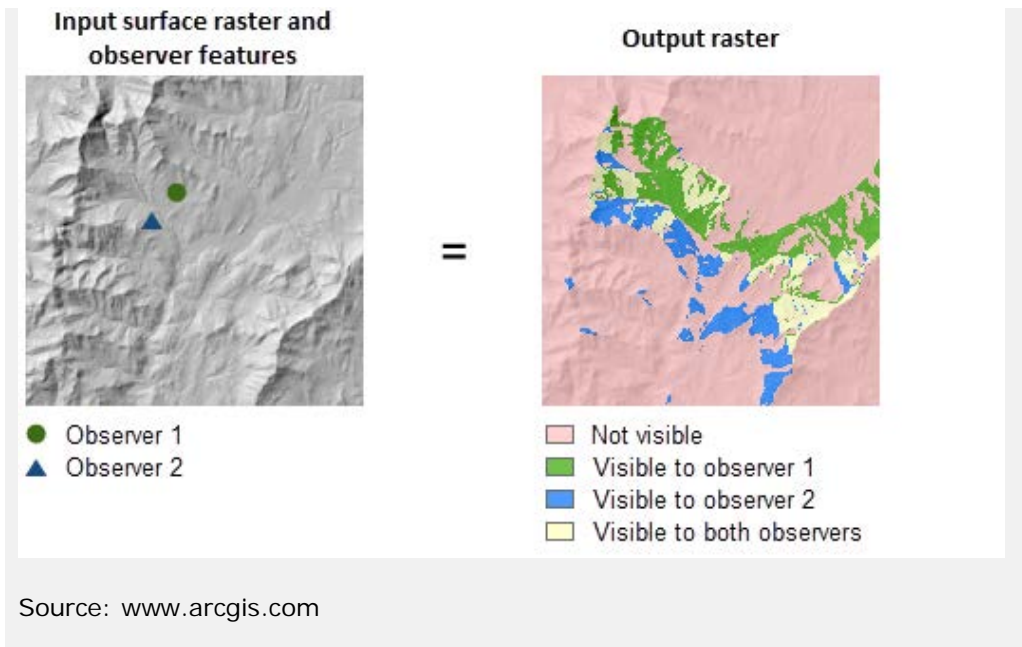 Input surface raster and
observer features
Output raster
=
Observer 1
Observer 2
Not visible
Visible to observer 1
Visible to observer 2
Visible to both observers
Source: www.arcgis.com